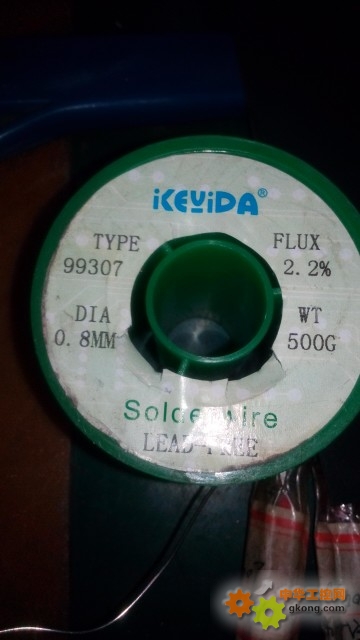 iKEViDA®
TYPE
99307
FLUX
2.2%
DIA
0.8MM
WT
500G
Solder wire
LEAD-FREE
中华工控网
gkong.com